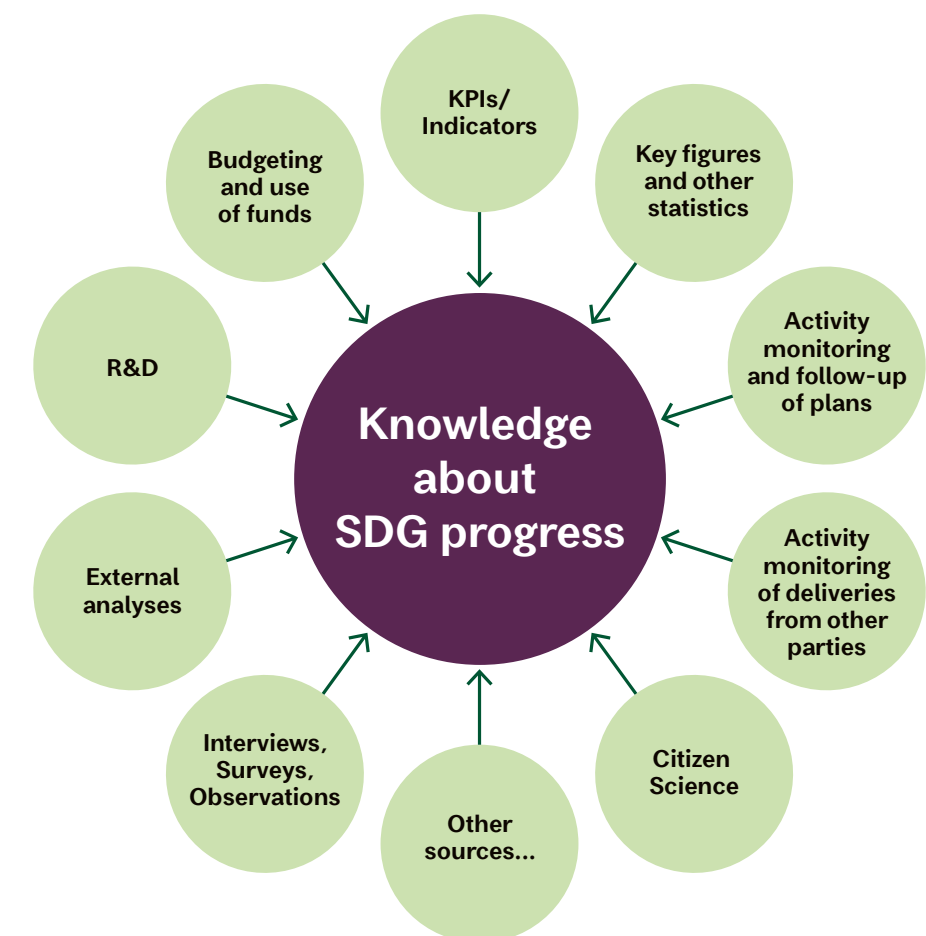 KPIs/
Indicators
Key figures
and other
statistics
Activity
monitoring
and follow-up
of plans
Activity
monitoring
of deliveries
from other
parties
Citizen
Science
Other
sources...
Interviews,
Surveys,
Observations
External
analyses
R&D
Budgeting
and use
of funds
Knowledge
about
SDG progress